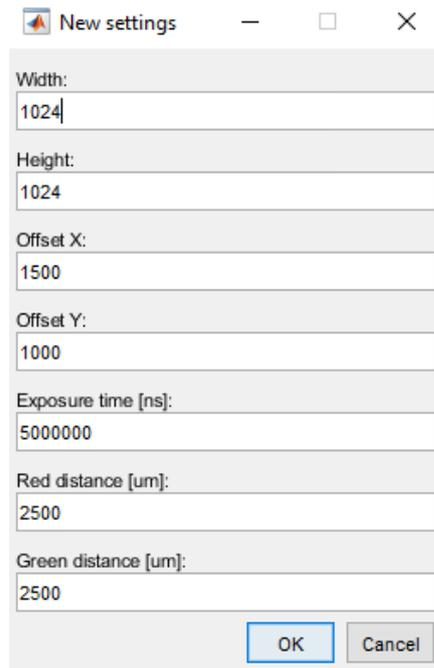 New settings
Width:
1024
Height:
1024
Offset X:
1500
Offset Y:
1000
Exposure time [ns]:
5000000
Red distance [um]:
2500
Green distance [um]:
2500
OK Cancel